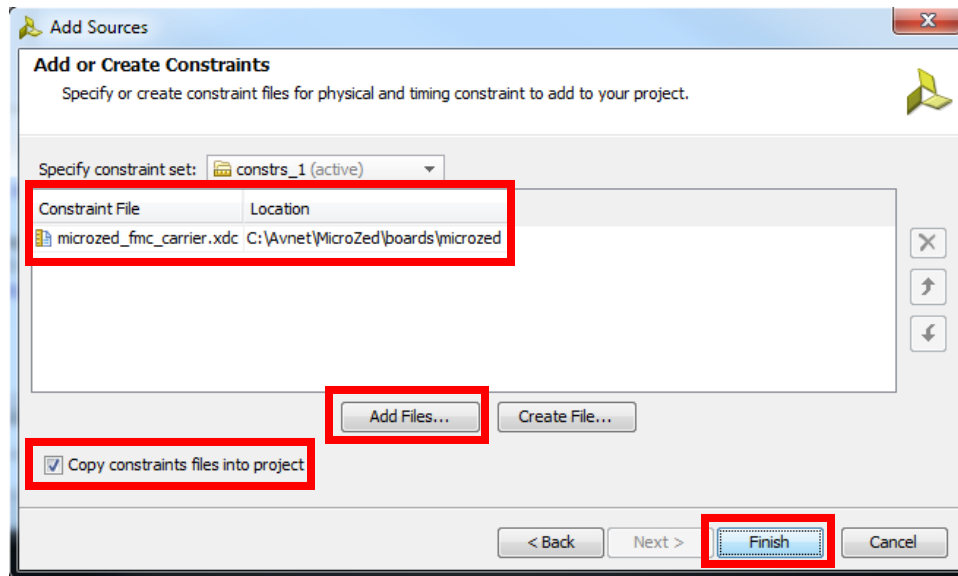 Add Sources
Add or Create Constraints
Specify or create constraint files for physical and timing constraint to add to your project.
Specify constraint set: constrs_1 (active)
Constraint File Location
microzed_fmc_carrier.xdc C:\Avnet\MicroZed\boards\microzed
Add Files... Create File...
Copy constraints files into project
< Back Next > Finish Cancel